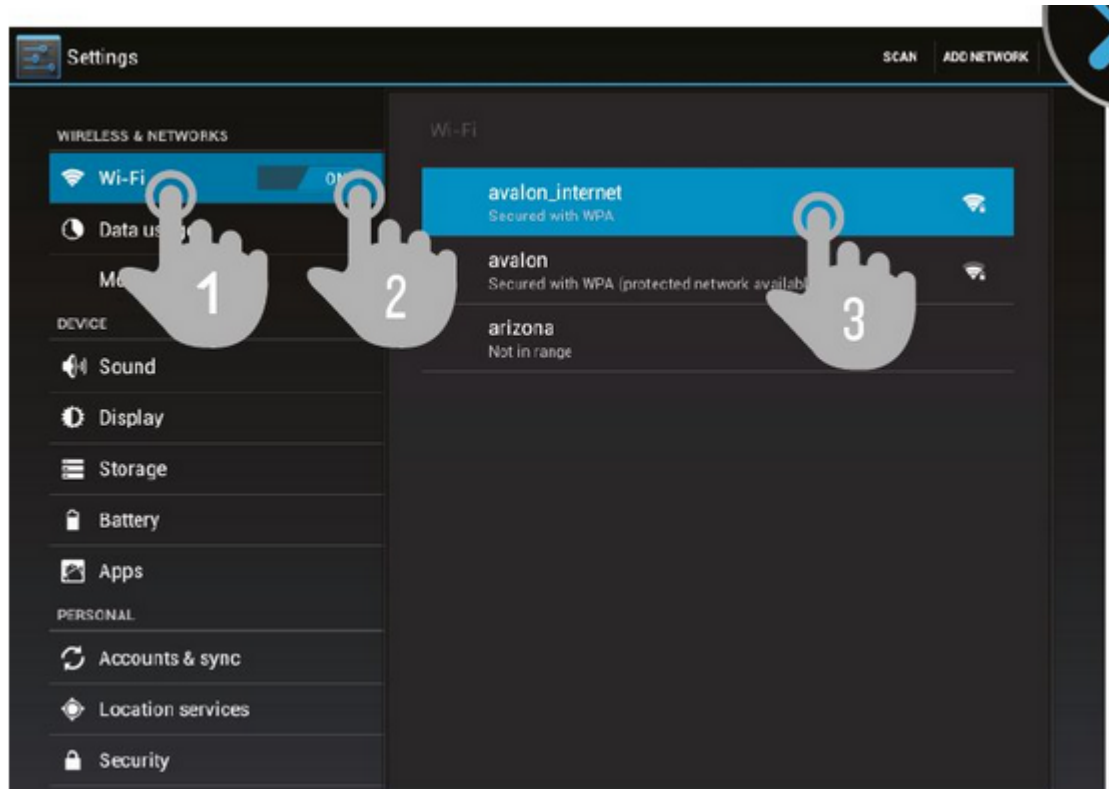 Settings
SCAN
ADD NETWORK
WIRELESS & NETWORKS
Wi-Fi
ON
Data
1
2
DEVICE
Sound
Display
Storage
Battery
Apps
PERSONAL
Accounts & sync
Location services
Security
Wi-Fi
avalon_internet
Secured with WPA
avalon
Secured with WPA (protected network
3
arizona
Not in range